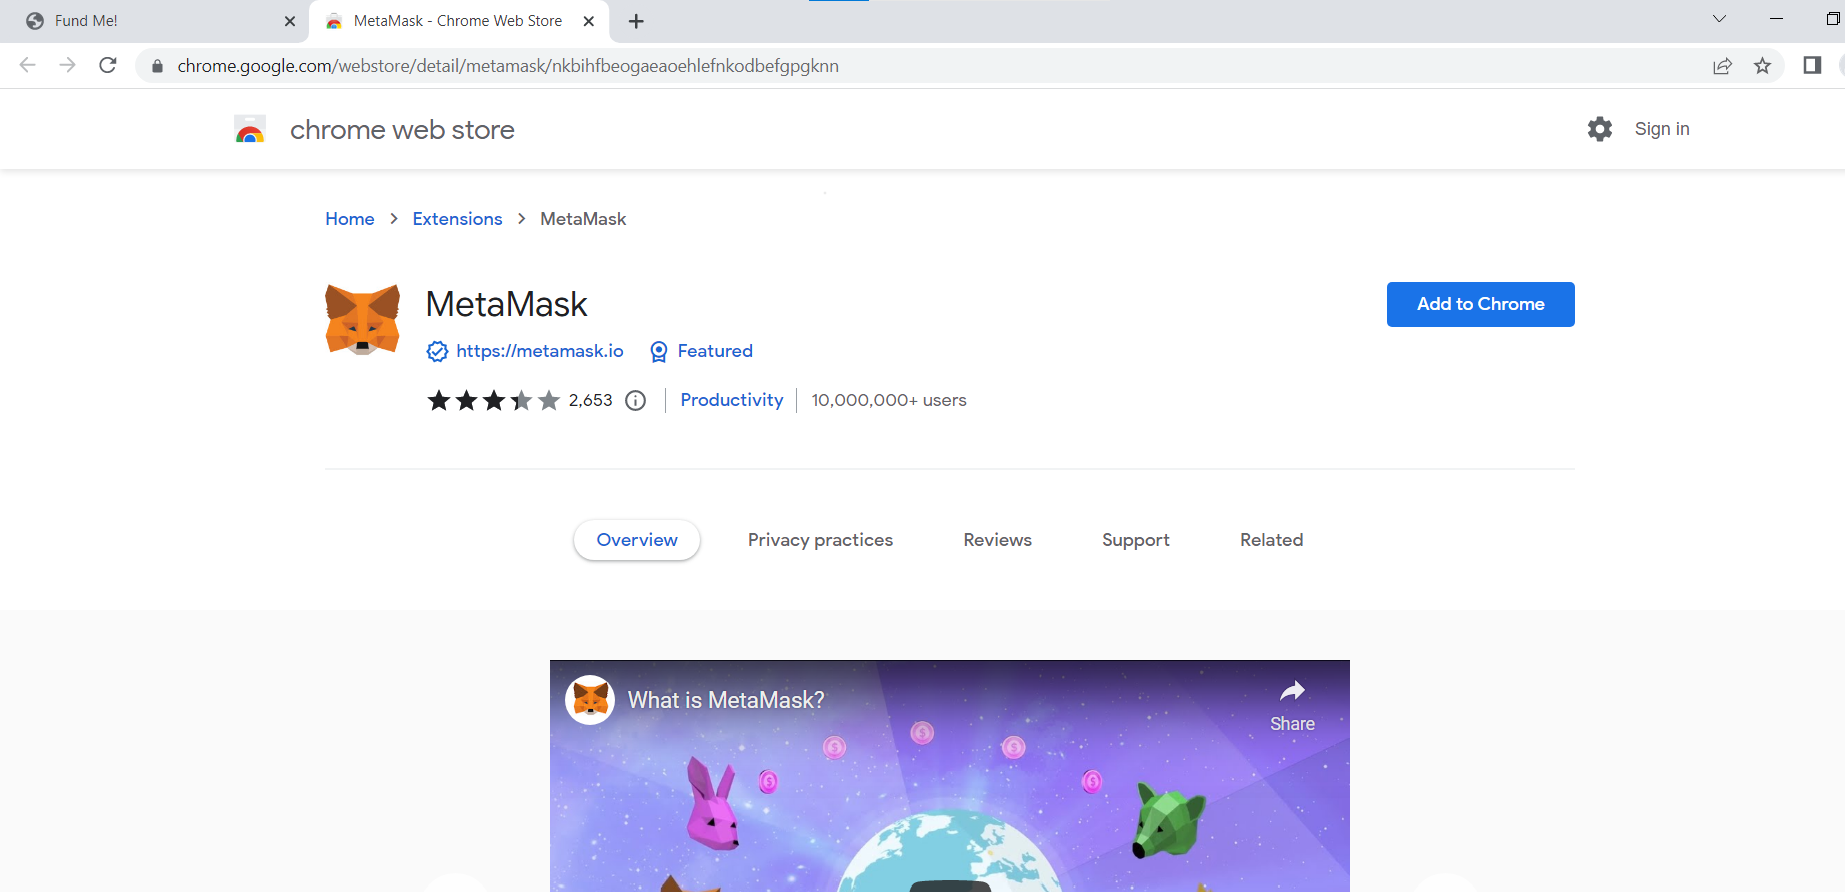 Fund Me!
MetaMask - Chrome Web Store
chrome.google.com/webstore/detail/metamask/nkbihfbeogaeaoehlefnkodbefgpgknn
chrome web store
Sign in
Home > Extensions > MetaMask
MetaMask
Add to Chrome
https://metamask.io Featured
2,653 Productivity 10,000,000+ users
Overview Privacy practices Reviews Support Related
What is MetaMask?
Share